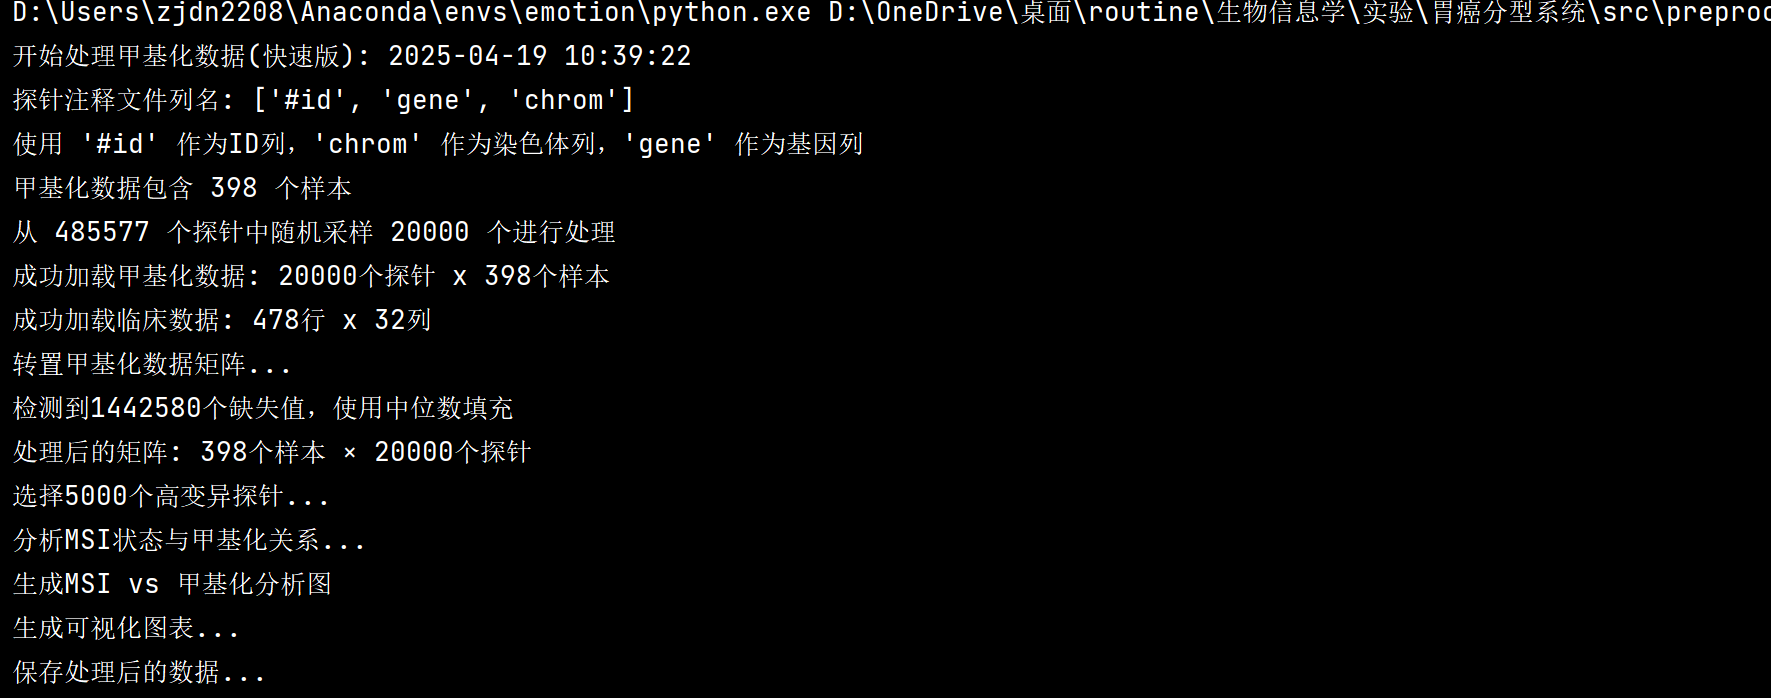 D:\Users\zjdn2208\Anaconda\envs\emotion\python.exe D:\OneDrive\桌面\routine\生物信息学\实验\胃癌分型系统\src\preproc
开始处理甲基化数据(快速版): 2025-04-19 10:39:22
探针注释文件列名: ['#id', 'gene', 'chrom']
使用 '#id' 作为ID列，'chrom' 作为染色体列，'gene' 作为基因列
甲基化数据包含 398 个样本
从 485577 个探针中随机采样 20000 个进行处理
成功加载甲基化数据: 20000个探针 x 398个样本
成功加载临床数据: 478行 x 32列
转置甲基化数据矩阵...
检测到1442580个缺失值，使用中位数填充
处理后的矩阵: 398个样本 × 20000个探针
选择5000个高变异探针...
分析MSI状态与甲基化关系...
生成MSI vs 甲基化分析图
生成可视化图表...
保存处理后的数据...